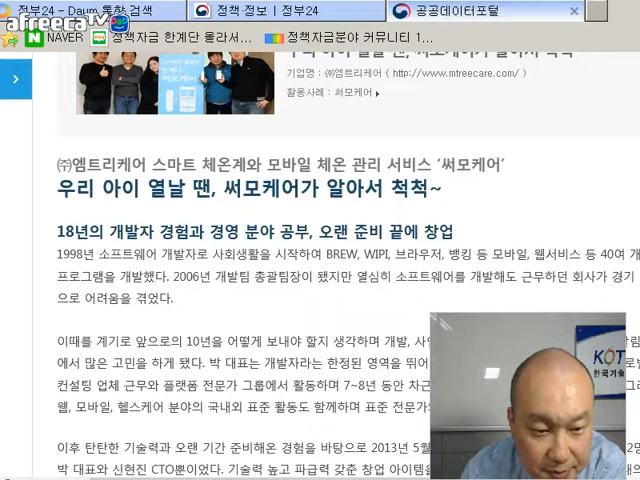 정부24 - Daum 통합 검색
정책·정보 | 정부24
공공데이터포털
afreecaTV
NAVER
정책자금 한계단 올라서...
정책자금분야 커뮤니티 1...
우리 아이 열날 땐, 써모케어가 알아서 척척~
기업명 : ㈜엠트리케어 ( http://www.mtreecare.com/ )
활용사례 : 써모케어
㈜엠트리케어 스마트 체온계와 모바일 체온 관리 서비스 ‘써모케어’
우리 아이 열날 땐, 써모케어가 알아서 척척~
18년의 개발자 경험과 경영 분야 공부, 오랜 준비 끝에 창업
1998년 소프트웨어 개발자로 사회생활을 시작하여 BREW, WIPI, 브라우저, 뱅킹 등 모바일, 웹서비스 등 40여 개
프로그램을 개발했다. 2006년 개발팀 총괄팀장이 됐지만 열심히 소프트웨어를 개발해도 근무하던 회사가 경기
으로 어려움을 겪었다.
이때를 계기로 앞으로의 10년을 어떻게 보내야 할지 생각하며 개발, 사
에서 많은 고민을 하게 됐다. 박 대표는 개발자라는 한정된 영역을 뛰어
컨설팅 업체 근무와 플랫폼 전문가 그룹에서 활동하며 7~8년 동안 차근
웹, 모바일, 헬스케어 분야의 국내외 표준 활동도 함께하며 표준 전문가
이후 탄탄한 기술력과 오랜 기간 준비해온 경험을 바탕으로 2013년 5월
박 대표와 신현진 CTO뿐이었다. 기술력 높고 파급력 갖춘 창업 아이템을
KOT
한국기술